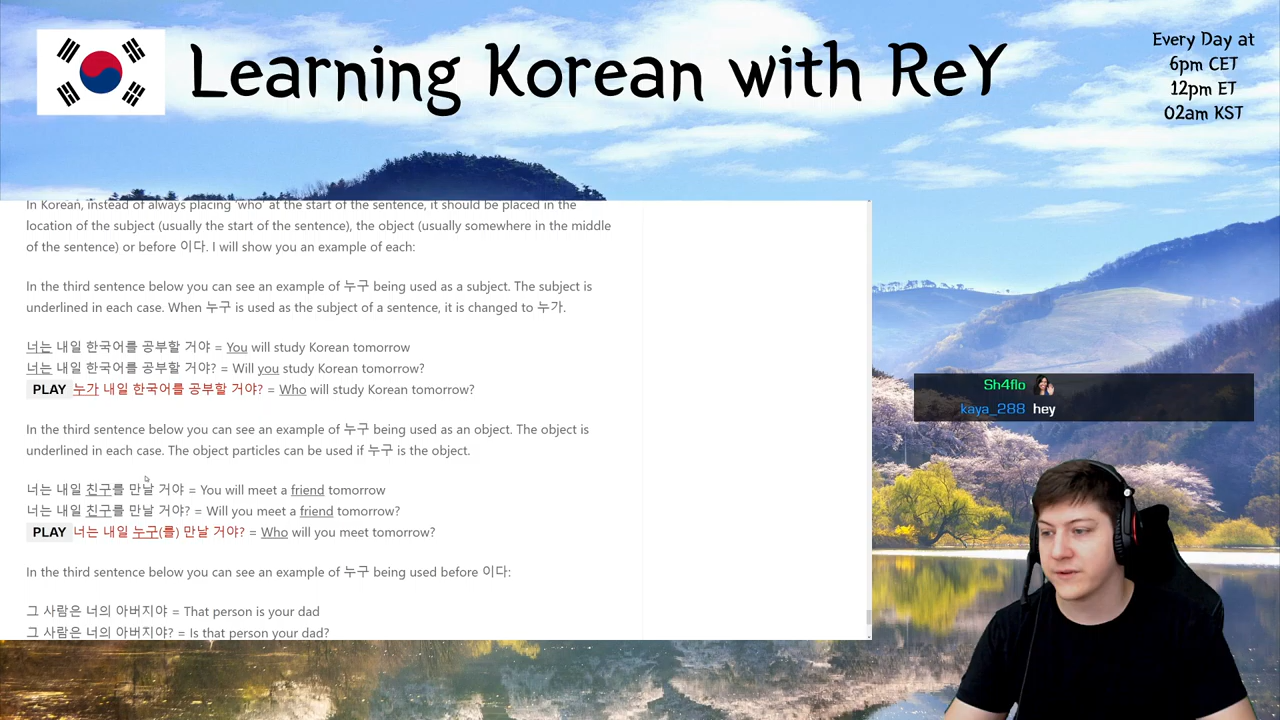 Learning Korean with ReY
Every Day at
6pm CET
12pm ET
02am KST
In Korean, instead of always placing 'who' at the start of the sentence, it should be placed in the
location of the subject (usually the start of the sentence), the object (usually somewhere in the middle
of the sentence) or before 이다. I will show you an example of each:
In the third sentence below you can see an example of 누구 being used as a subject. The subject is
underlined in each case. When 누구 is used as the subject of a sentence, it is changed to 누가.
너는 내일 한국어를 공부할 거야 = You will study Korean tomorrow
너는 내일 한국어를 공부할 거야? = Will you study Korean tomorrow?
PLAY 누가 내일 한국어를 공부할 거야? = Who will study Korean tomorrow?
In the third sentence below you can see an example of 누구 being used as an object. The object is
underlined in each case. The object particles can be used if 누구 is the object.
너는 내일 친구를 만날 거야 = You will meet a friend tomorrow
너는 내일 친구를 만날 거야? = Will you meet a friend tomorrow?
PLAY 너는 내일 누구(를) 만날 거야? = Who will you meet tomorrow?
In the third sentence below you can see an example of 누구 being used before 이다:
그 사람은 너의 아버지야 = That person is your dad
그 사람은 너의 아버지야? = Is that person your dad?
Sh4flo
kaya_288 hey